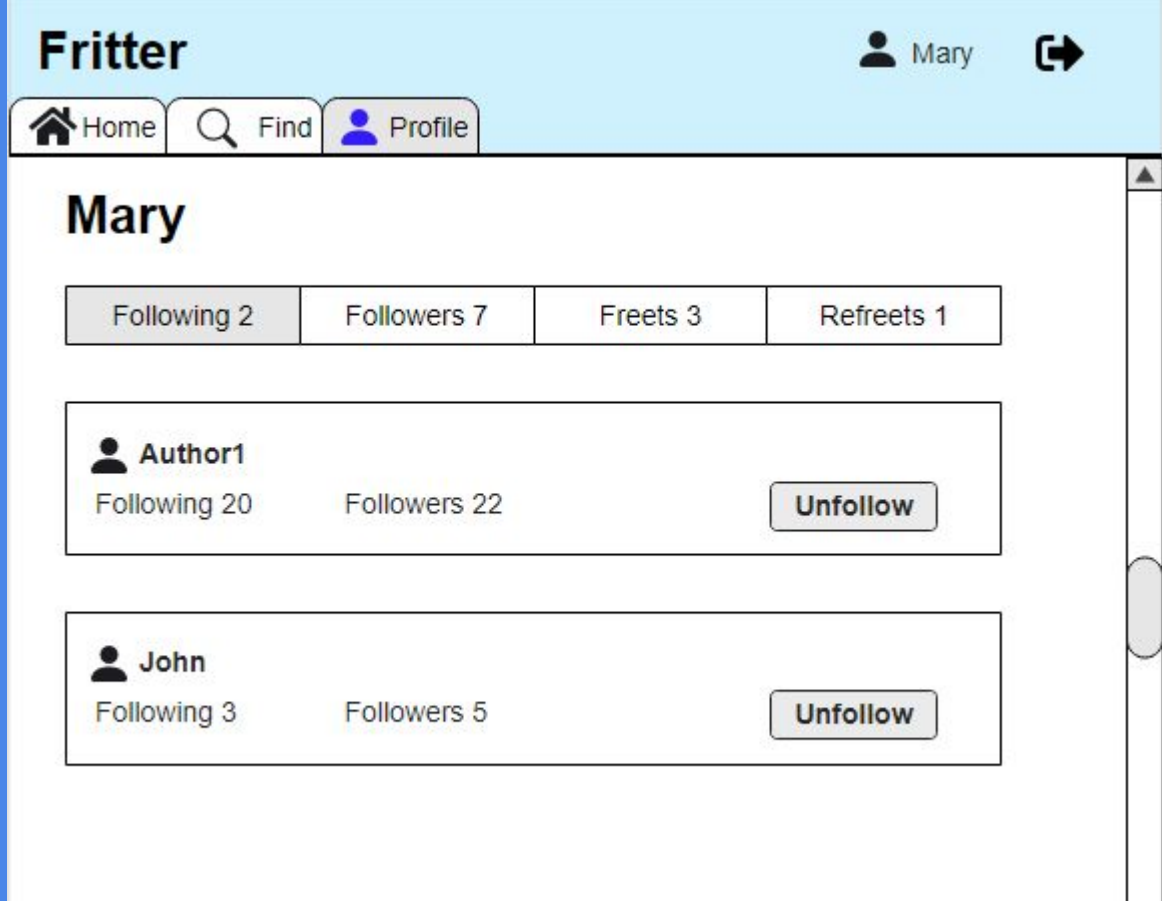 Fritter
Mary
Home Find Profile
Mary
Following 2 Followers 7 Freets 3 Refreets 1
Author1
Following 20 Followers 22 Unfollow
John
Following 3 Followers 5 Unfollow